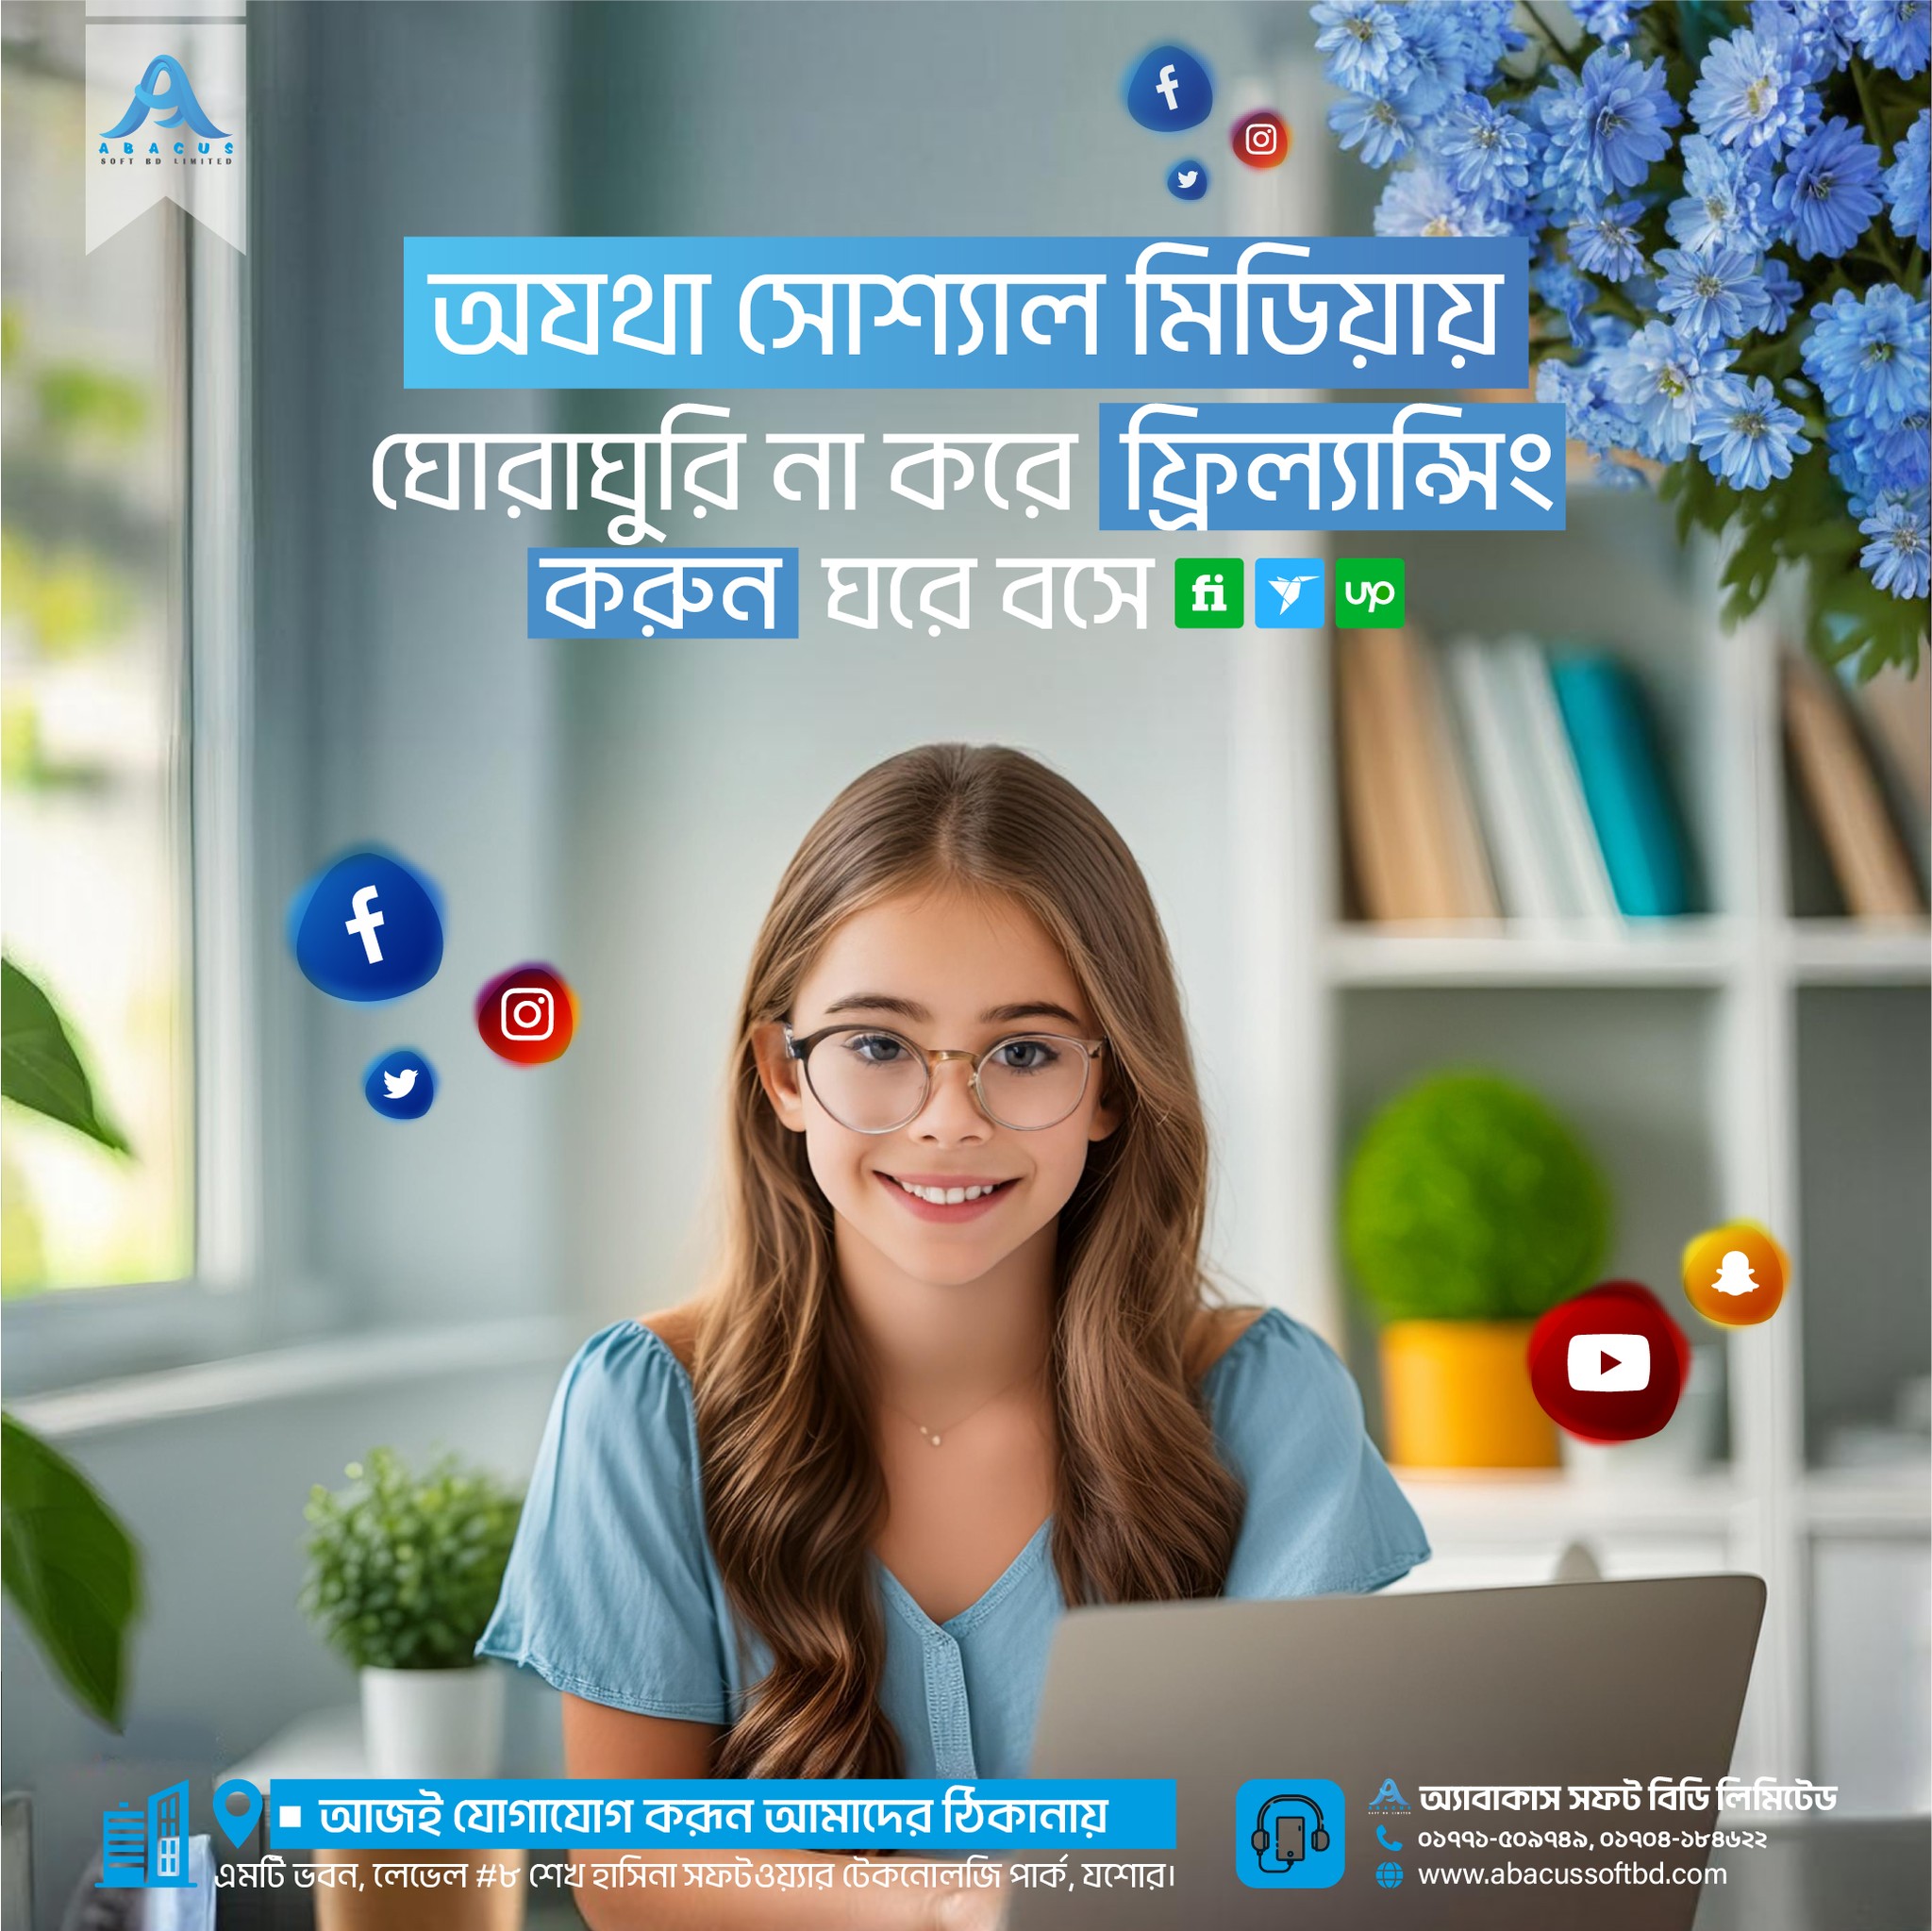 ABACUS
SOFT BD LIMITED
অযথা সোশ্যাল মিডিয়ায়
ঘোরাঘুরি না করে ফ্রিল্যান্সিং
করুন ঘরে বসে fi up
আজই যোগাযোগ করূন আমাদের ঠিকানায়
এমটি ভবন, লেভেল #৮ শেখ হাসিনা সফটওয়্যার টেকনোলজি পার্ক, যশোর।
অ্যাবাকাস সফট বিডি লিমিটেড
০১৭৭১-৫০৯৭৪৯, ০১৭০৪-১৮৪৬২২
www.abacussoftbd.com